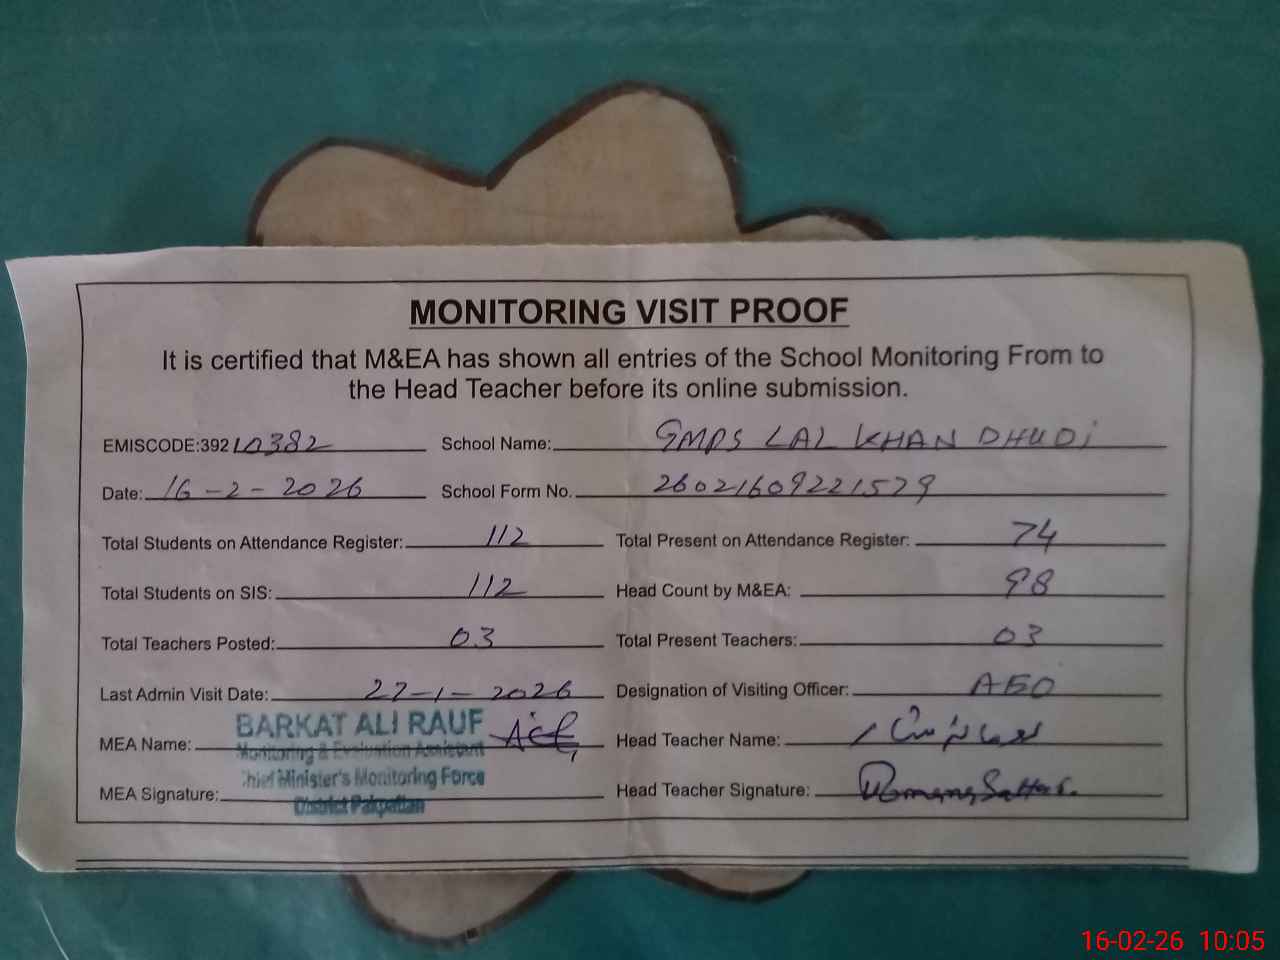 MONITORING VISIT PROOF
It is certified that M&EA has shown all entries of the School Monitoring From to
the Head Teacher before its online submission.
EMISCODE:39210382 School Name: GMPS LAL KHAN DHUDi
Date: 16-2-2026 School Form No. 26021609221579
Total Students on Attendance Register: 112 Total Present on Attendance Register: 74
Total Students on SIS: 112 Head Count by M&EA: 98
Total Teachers Posted: 03 Total Present Teachers: 03
Last Admin Visit Date: 27-1-2026 Designation of Visiting Officer: AEO
MEA Name: BARKAT ALI RAUF Head Teacher Name:
Monitoring & Evaluation Assistant
Chief Minister's Monitoring Force
MEA Signature: Head Teacher Signature:
District Pakpattan
16-02-26 10:05